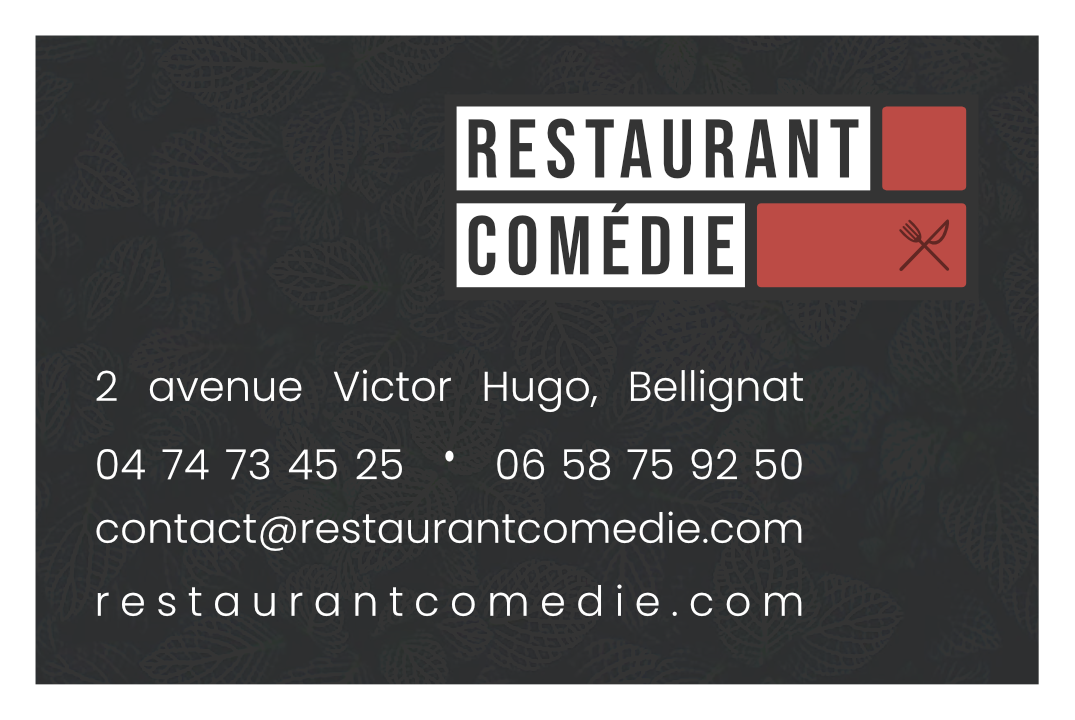 RESTAURANT
COMÉDIE
2 avenue Victor Hugo, Bellignat
04 74 73 45 25 • 06 58 75 92 50
contact@restaurantcomedie.com
restaurantcomedie.com